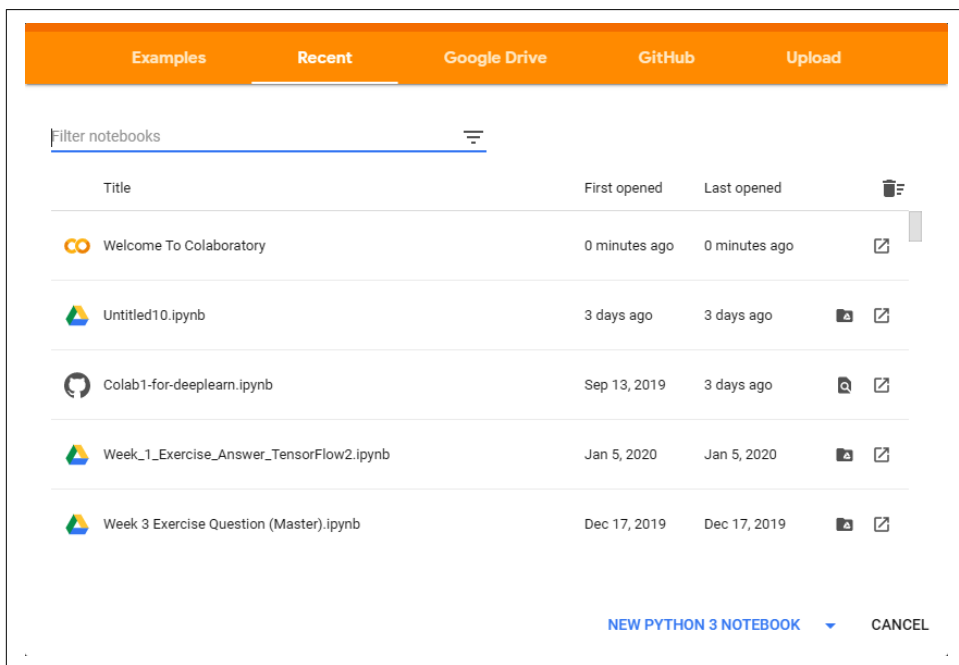 Examples Recent Google Drive GitHub Upload
Filter notebooks
Title First opened Last opened
Welcome To Colaboratory 0 minutes ago 0 minutes ago
Untitled10.ipynb 3 days ago 3 days ago
Colab1-for-deeplearn.ipynb Sep 13, 2019 3 days ago
Week_1_Exercise_Answer_TensorFlow2.ipynb Jan 5, 2020 Jan 5, 2020
Week 3 Exercise Question (Master).ipynb Dec 17, 2019 Dec 17, 2019
NEW PYTHON 3 NOTEBOOK CANCEL